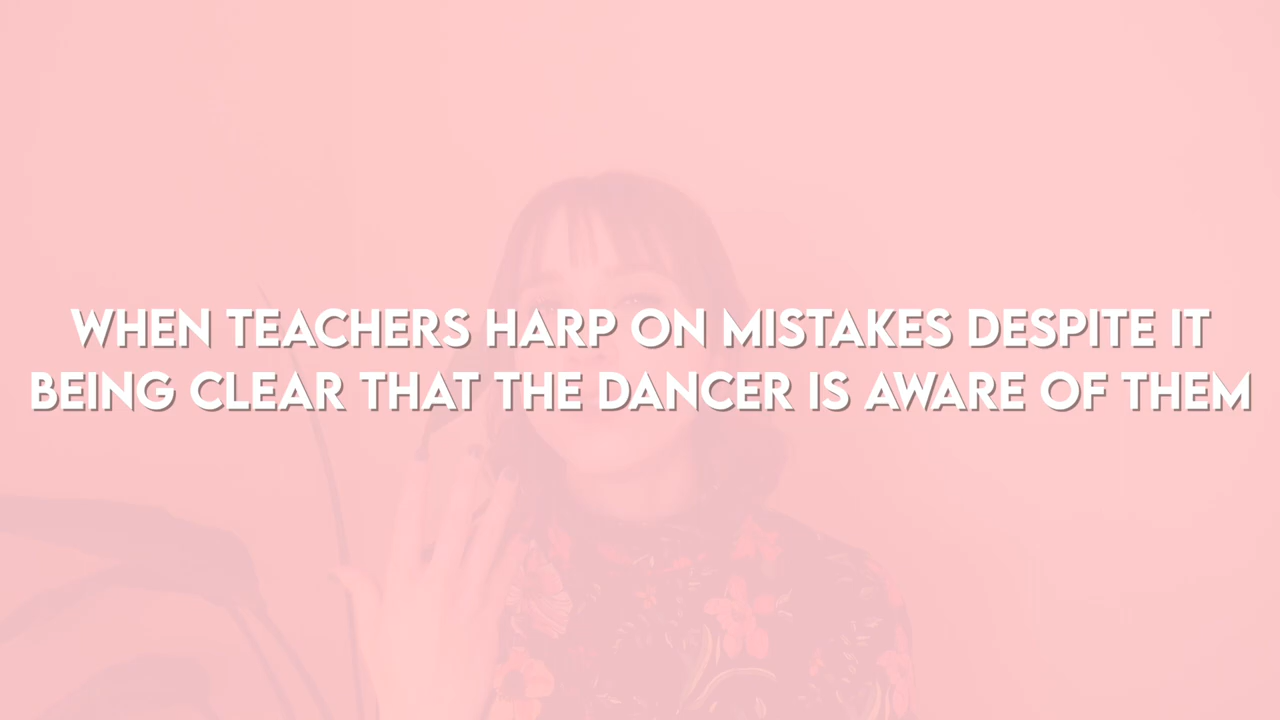 WHEN TEACHERS HARP ON MISTAKES DESPITE IT
BEING CLEAR THAT THE DANCER IS AWARE OF THEM